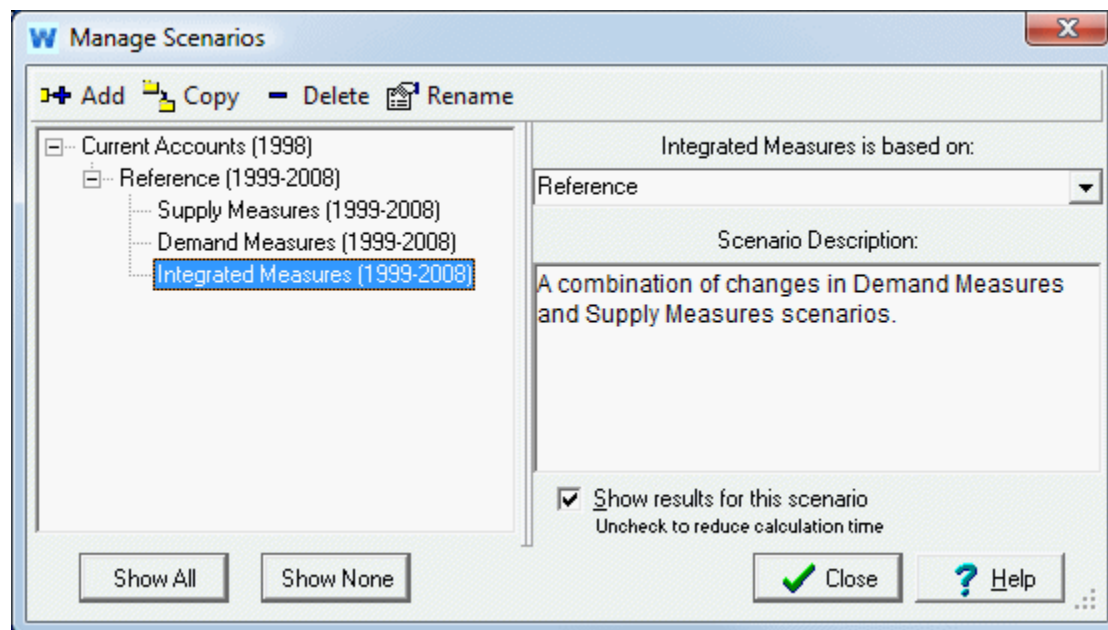 W Manage Scenarios
Add Copy Delete Rename
Current Accounts (1998)
Reference (1999-2008)
Supply Measures (1999-2008)
Demand Measures (1999-2008)
Integrated Measures (1999-2008)
Integrated Measures is based on:
Reference
Scenario Description:
A combination of changes in Demand Measures
and Supply Measures scenarios.
Show results for this scenario
Uncheck to reduce calculation time
Show All
Show None
Close
? Help